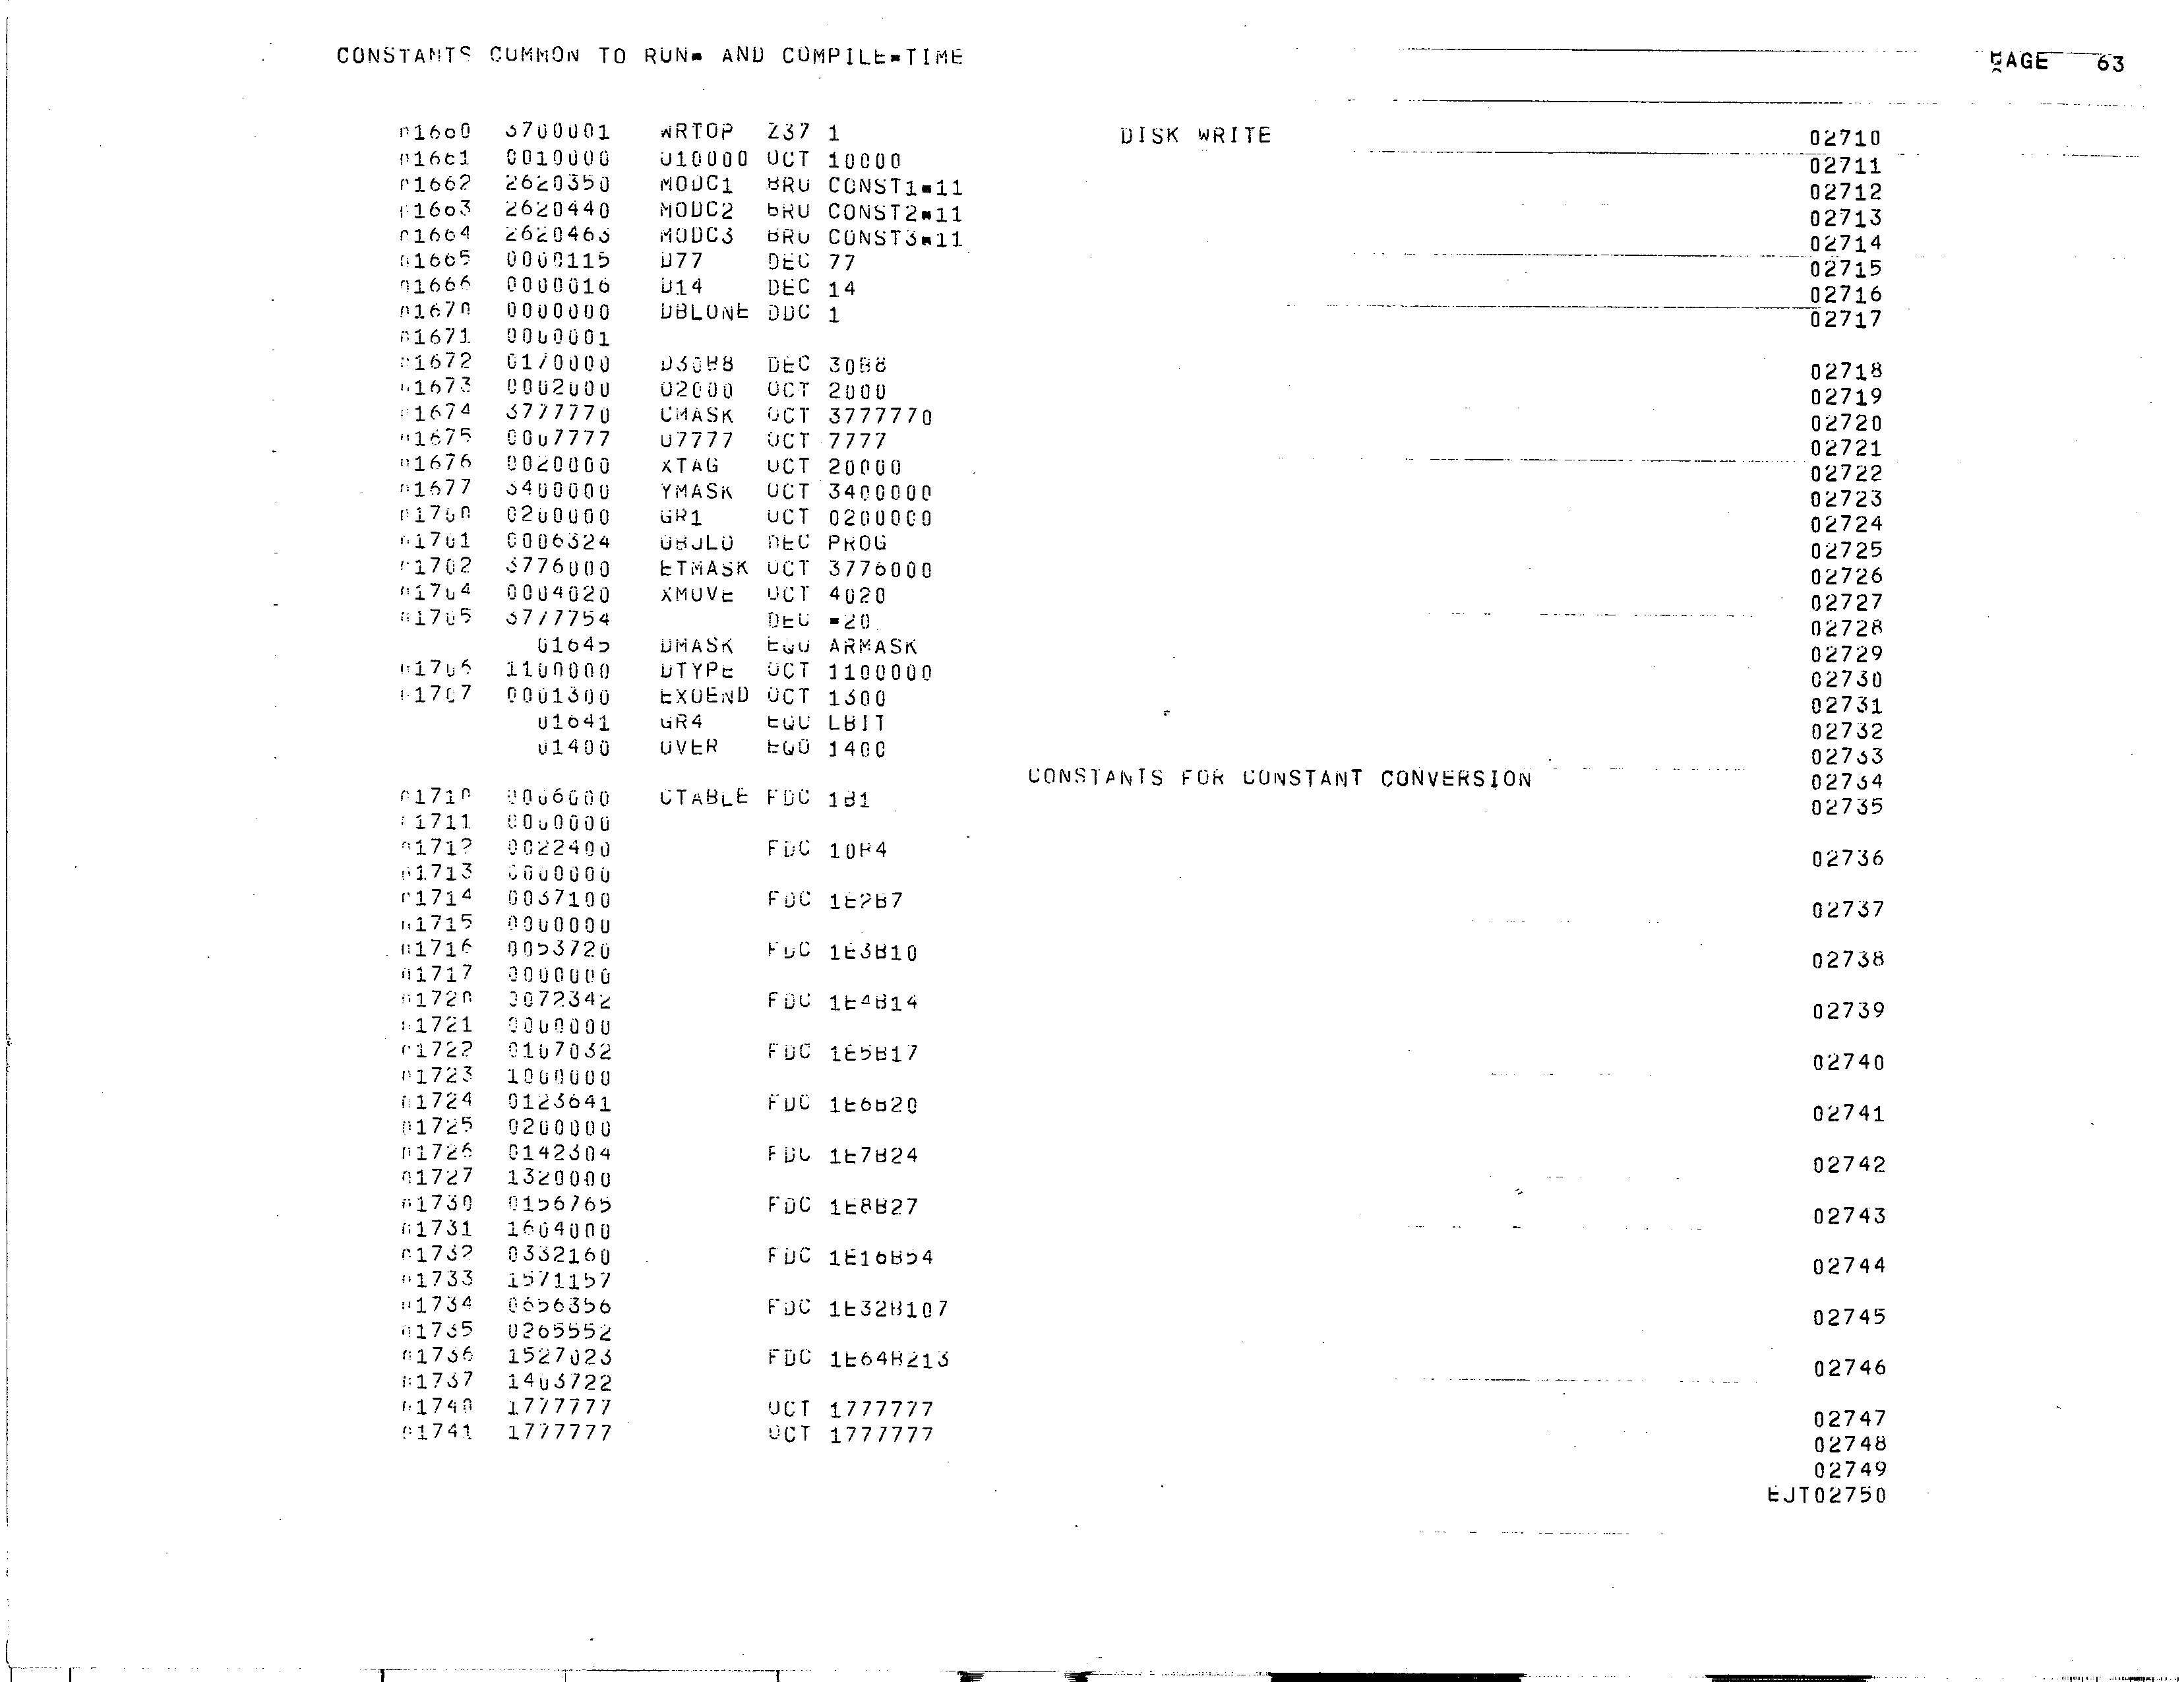 CONSTANTS COMMON TO RUN- AND COMPILE-TIME PAGE 63
01660 3700001 WRTOP Z37 1 DISK WRITE 02710
01661 0010000 O10000 OCT 10000 02711
01662 2620350 MODC1 BRU CONST1-11 02712
01663 2620440 MODC2 BRU CONST2-11 02713
01664 2620463 MODC3 BRU CONST3-11 02714
01665 0000115 D77 DEC 77 02715
01666 0000016 D14 DEC 14 02716
01670 0000000 DBLONE DDC 1 02717
01671 0000001
01672 0170000 D30B8 DEC 30B8 02718
01673 0002000 O2000 OCT 2000 02719
01674 3777770 CMASK OCT 3777770 02720
01675 0007777 O7777 OCT 7777 02721
01676 0020000 XTAG OCT 20000 02722
01677 3400000 YMASK OCT 3400000 02723
01700 0200000 GR1 OCT 0200000 02724
01701 0006324 OBJLO DEC PROG 02725
01702 3776000 ETMASK OCT 3776000 02726
01704 0004020 XMOVE OCT 4020 02727
01705 3777754 DEC -20 02728
01645 DMASK EQU ARMASK 02729
01706 1100000 DTYPE OCT 1100000 02730
01707 0001300 EXOEND OCT 1300 02731
01641 GR4 EQU LBIT 02732
01400 OVER EQO 1400 02733
CONSTANTS FOR CONSTANT CONVERSION 02734
01710 0006000 CTABLE FDC 1B1 02735
01711 0000000
01712 0022400 FDC 10B4 02736
01713 0000000
01714 0037100 FDC 1E2B7 02737
01715 0000000
01716 0053720 FDC 1E3B10 02738
01717 0000000
01720 0072342 FDC 1E4B14 02739
01721 0000000
01722 0107032 FDC 1E5B17 02740
01723 1000000
01724 0123641 FDC 1E6B20 02741
01725 0200000
01726 0142304 FDC 1E7B24 02742
01727 1320000
01730 0156765 FDC 1E8B27 02743
01731 1604000
01732 0332160 FDC 1E16B54 02744
01733 1571157
01734 0656356 FDC 1E32B107 02745
01735 0265552
01736 1527023 FDC 1E64B213 02746
01737 1403722
01740 1777777 OCT 1777777 02747
01741 1777777 OCT 1777777 02748
02749
EJT02750